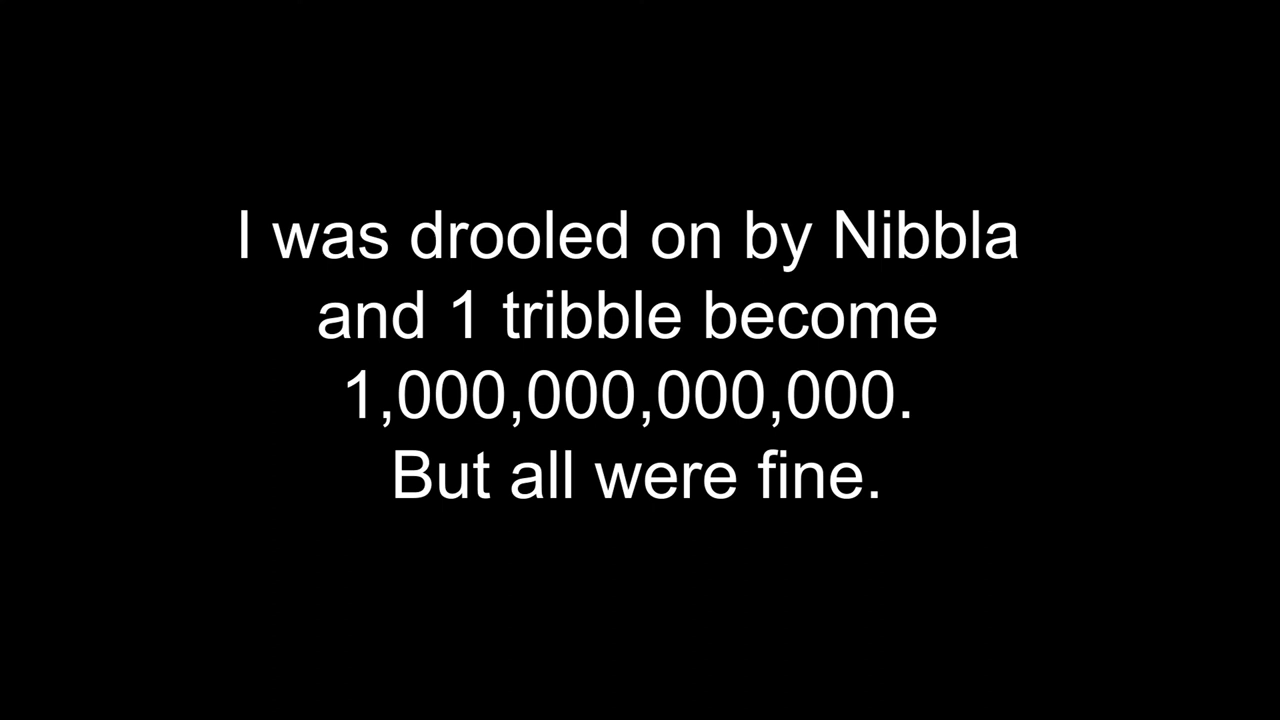 I was drooled on by Nibbla
and 1 tribble become
1,000,000,000,000.
But all were fine.